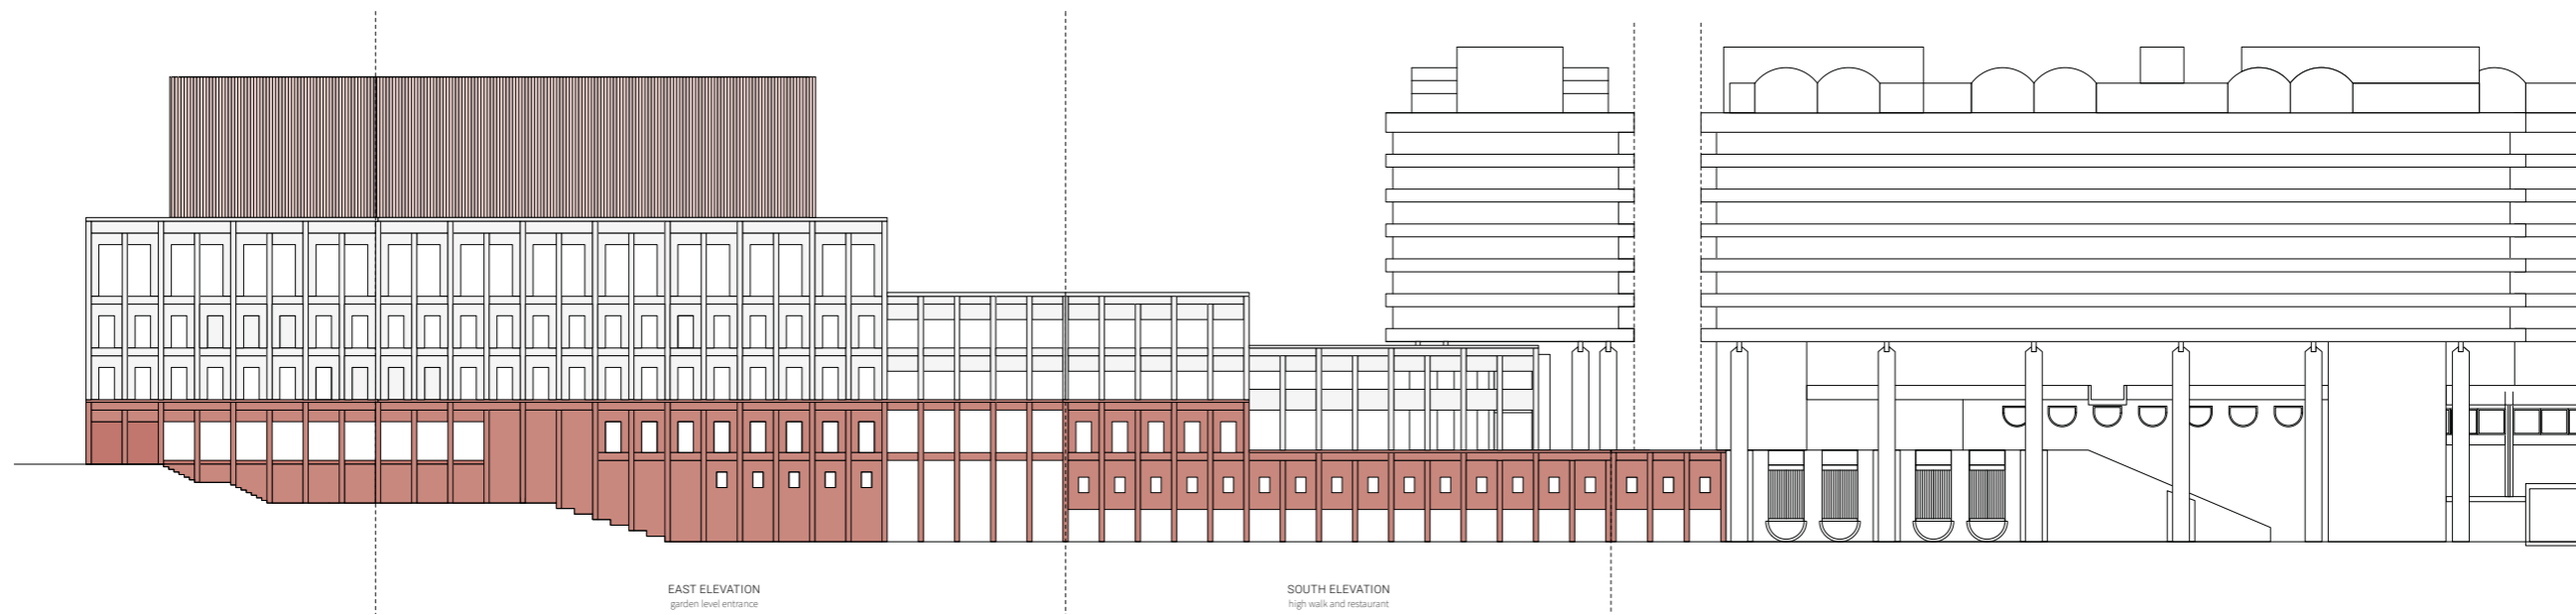 EAST ELEVATION
garden level entrance
SOUTH ELEVATION
high walk and restaurant